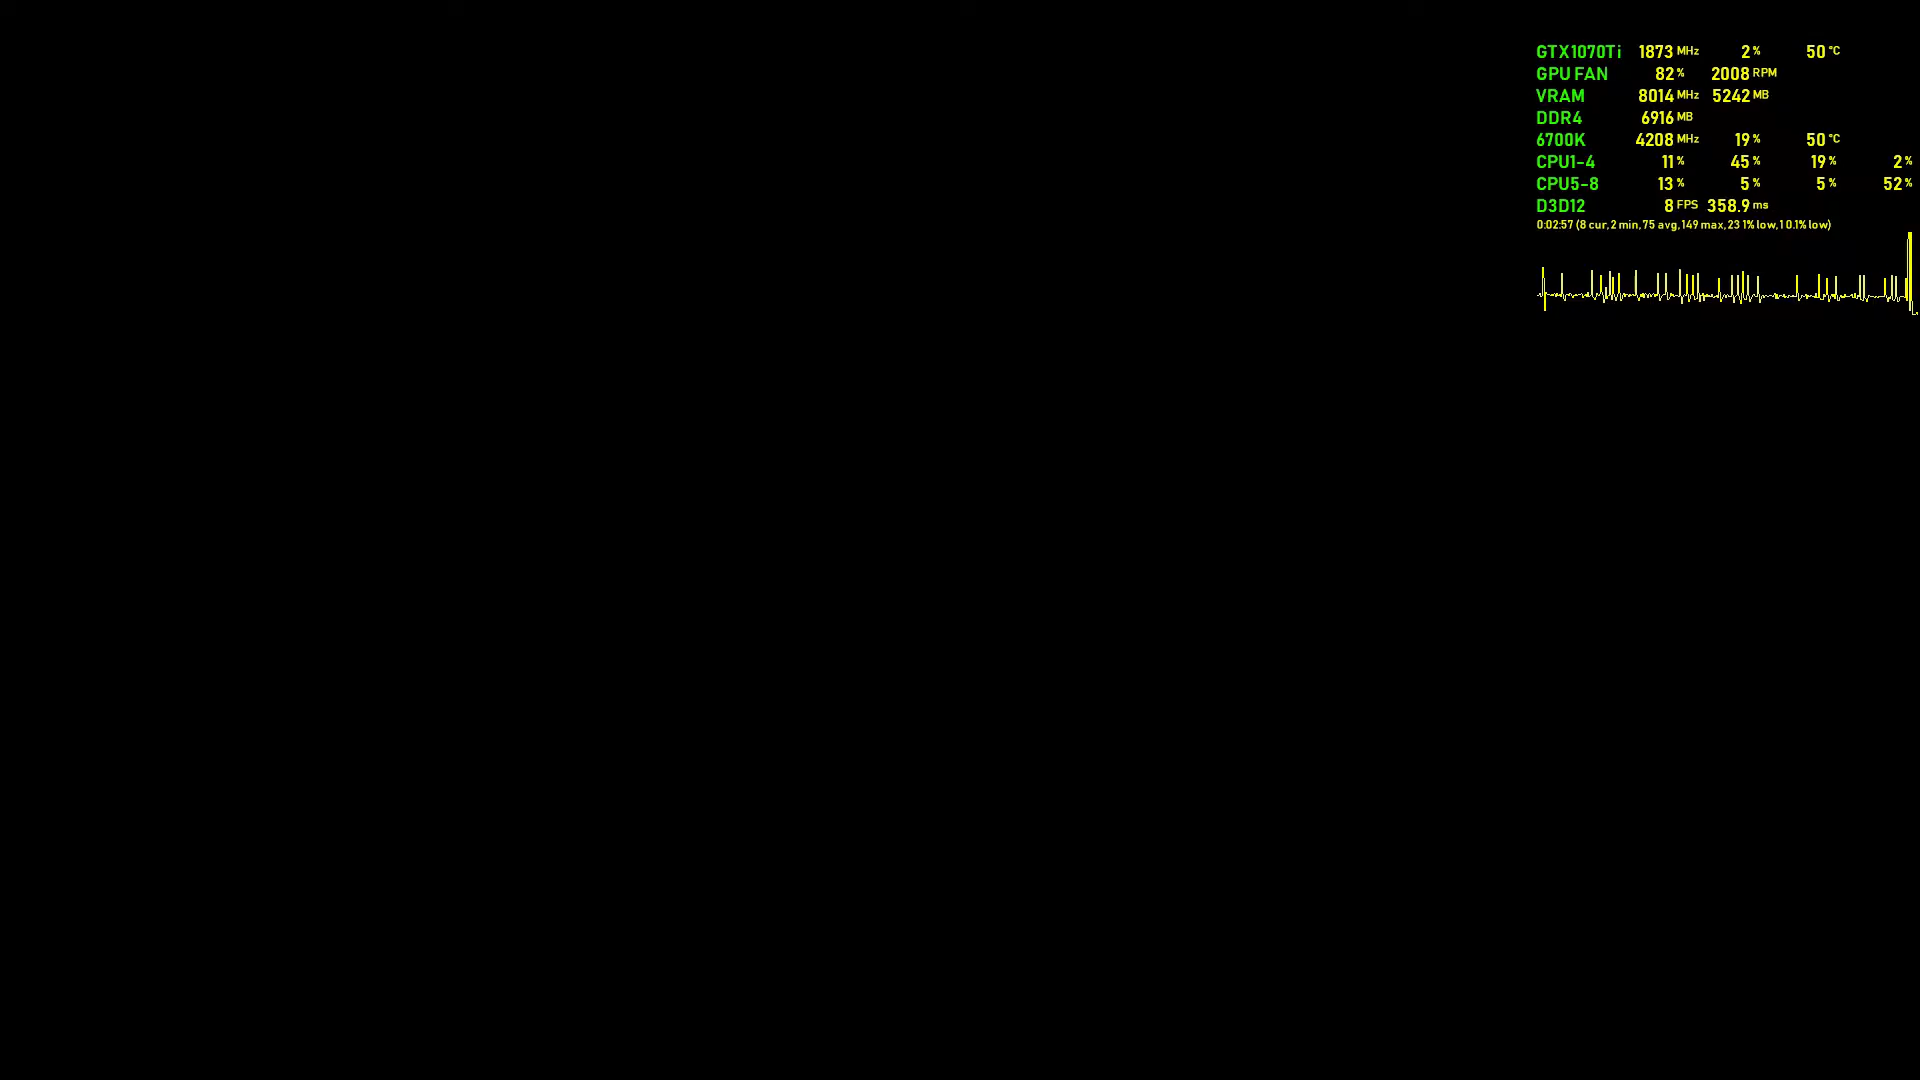 GTX1070Ti 1873 MHz 2 % 50 °C
GPU FAN 82 % 2008 RPM
VRAM 8014 MHz 5242 MB
DDR4 6916 MB
6700K 4208 MHz 19 % 50 °C
CPU1-4 11 % 45 % 19 % 2 %
CPU5-8 13 % 5 % 5 % 52 %
D3D12 8 FPS 358.9 ms
0:02:57 (8 cur, 2 min, 75 avg, 149 max, 23 1% low, 1 0.1% low)